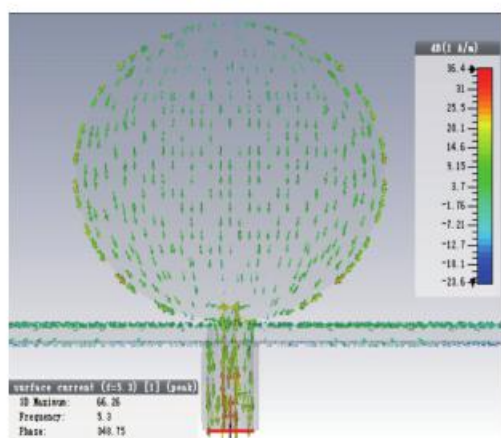 dB(1 A/m)
36.4
31
25.5
20.1
14.6
9.15
3.7
-1.76
-7.21
-12.7
-18.1
-23.6
surface current (f=5.3) [1] (peak)
3D Maximum: 66.26
Frequency: 5.3
Phase: 348.75